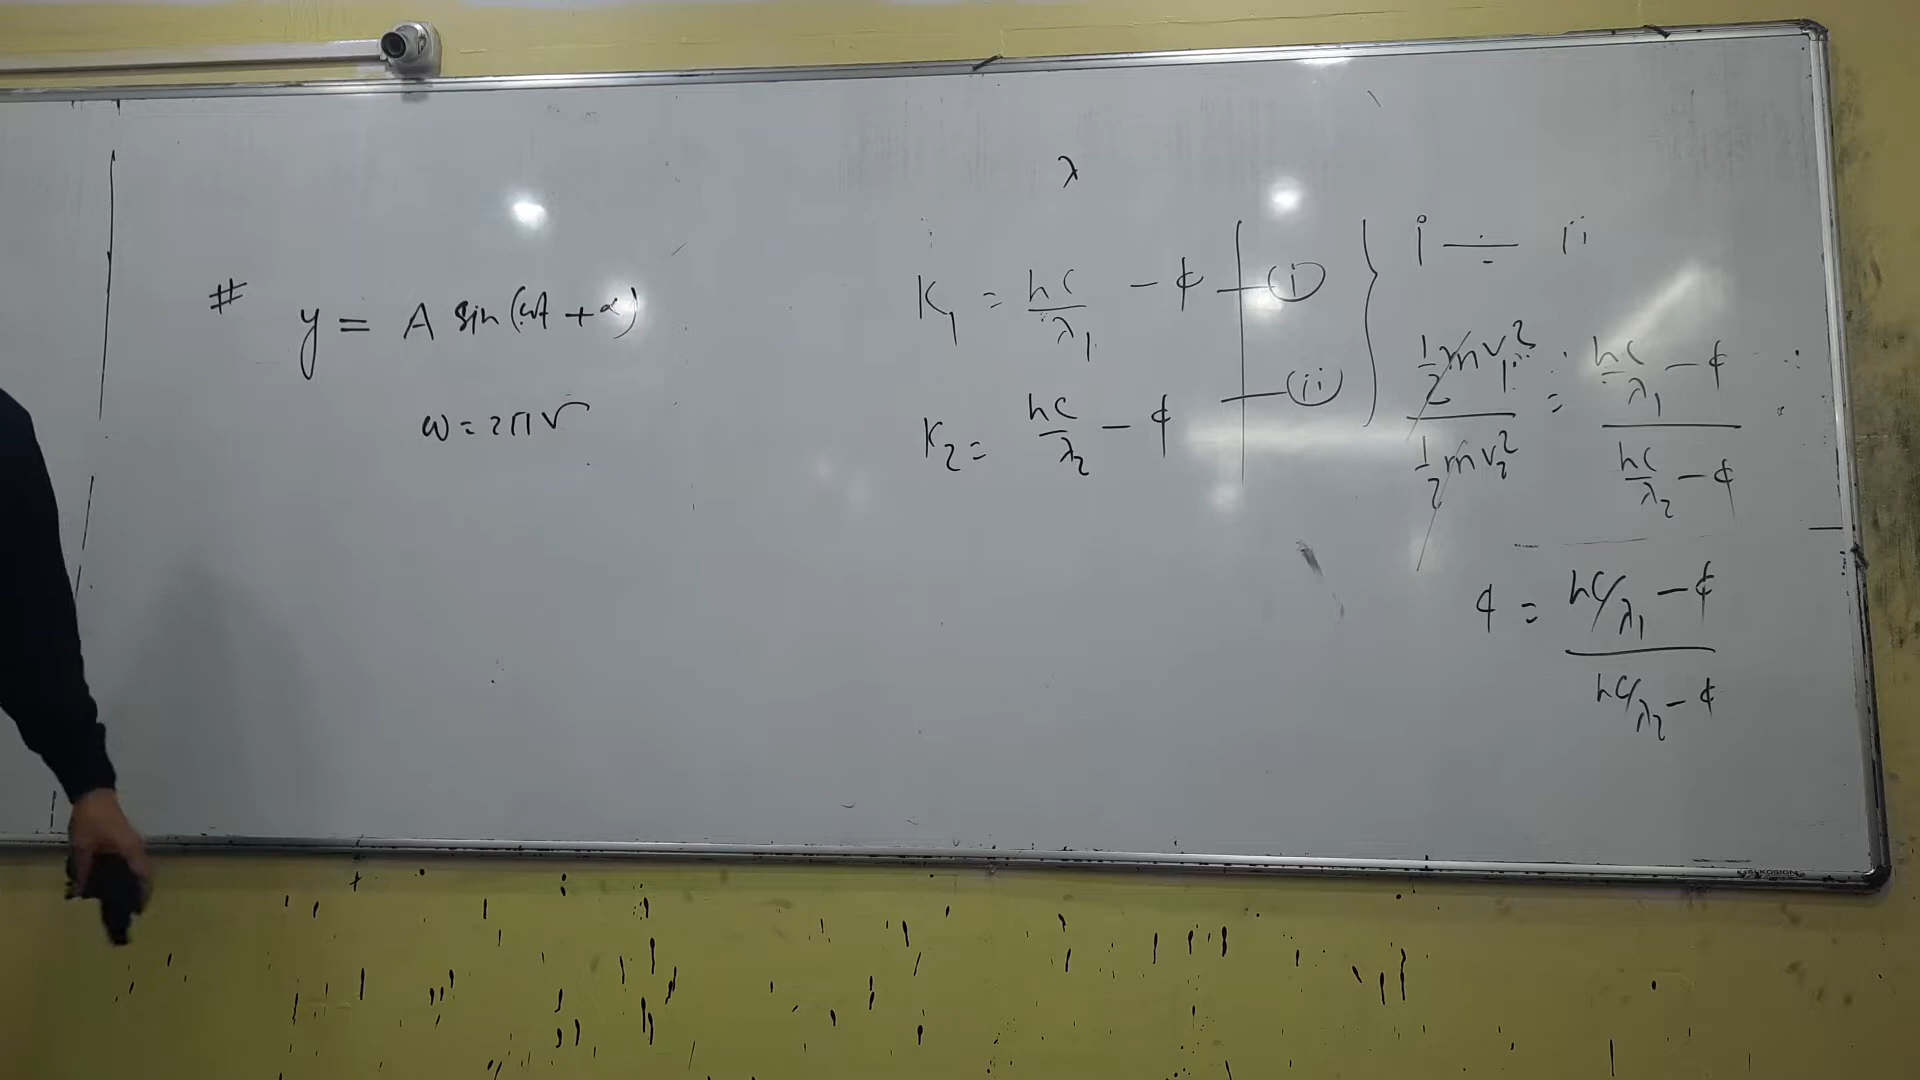 # y = A sin(ωt + α)
ω = 2πν
λ
K₁ = hc/λ₁ - ¢ — (i)
K₂ = hc/λ₂ - ¢ — (ii)
i ÷ ii
½mv₁² / ½mv₂² = (hc/λ₁ - ¢) / (hc/λ₂ - ¢)
4 = (hc/λ₁ - ¢) / (hc/λ₂ - ¢)